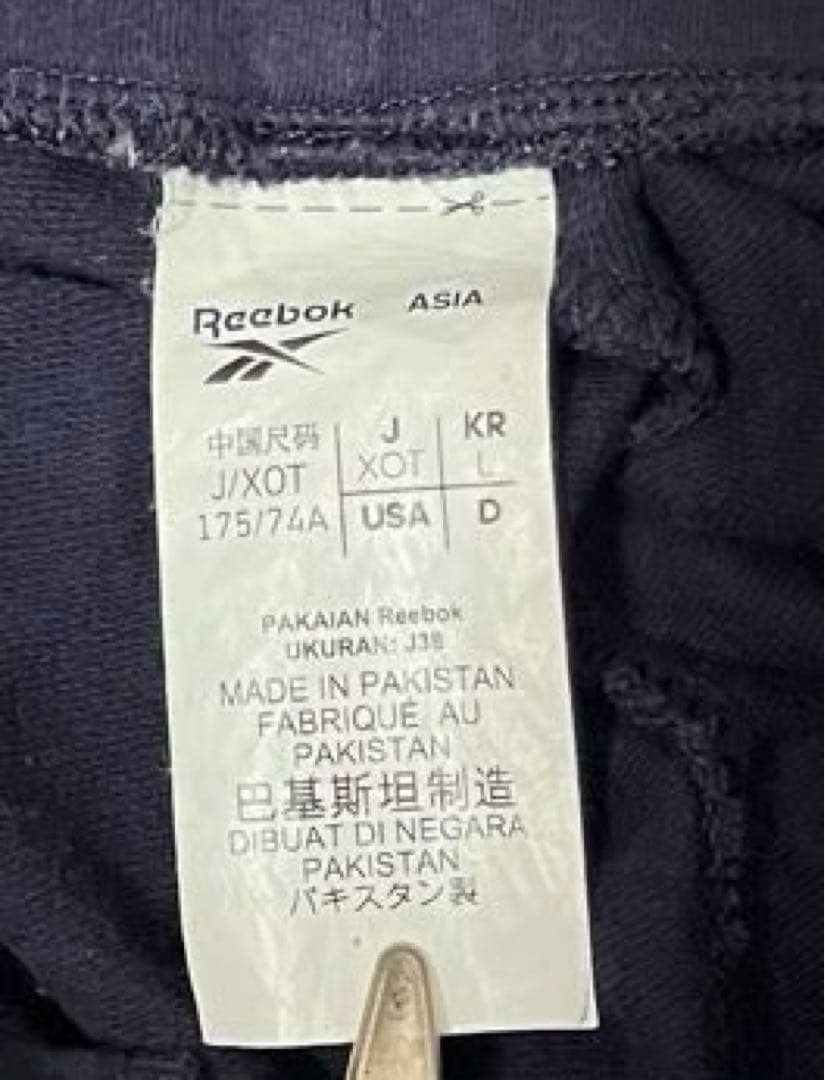 Reebok ASIA
中国尺码 J KR
J/XOT XOT L
175/74A USA D
PAKAIAN Reebok
UKURAN: J38
MADE IN PAKISTAN
FABRIQUÉ AU
PAKISTAN
巴基斯坦制造
DIBUAT DI NEGARA
PAKISTAN
パキスタン製